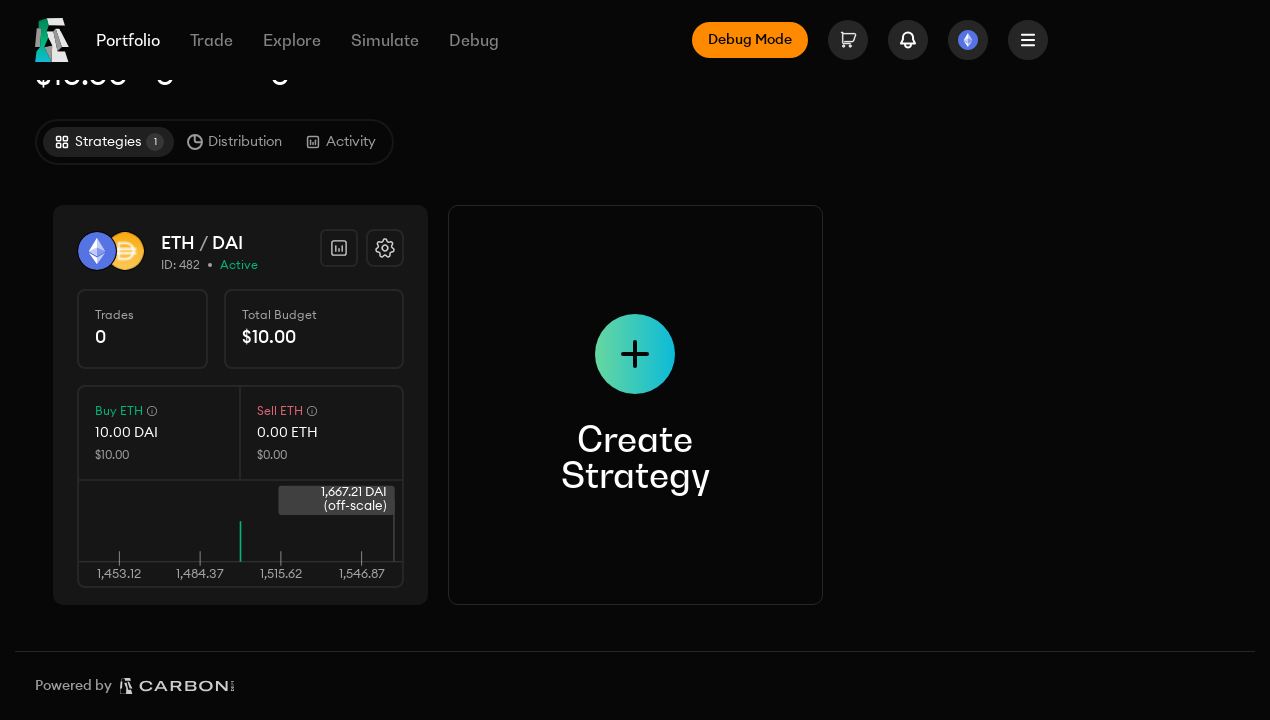 Portfolio Trade Explore Simulate Debug Debug Mode
Strategies 1 Distribution Activity
ETH / DAI
ID: 482 • Active
Trades
0
Total Budget
$10.00
Buy ETH
10.00 DAI
$10.00
Sell ETH
0.00 ETH
$0.00
1,667.21 DAI
(off-scale)
1,453.12 1,484.37 1,515.62 1,546.87
Create
Strategy
Powered by CARBON